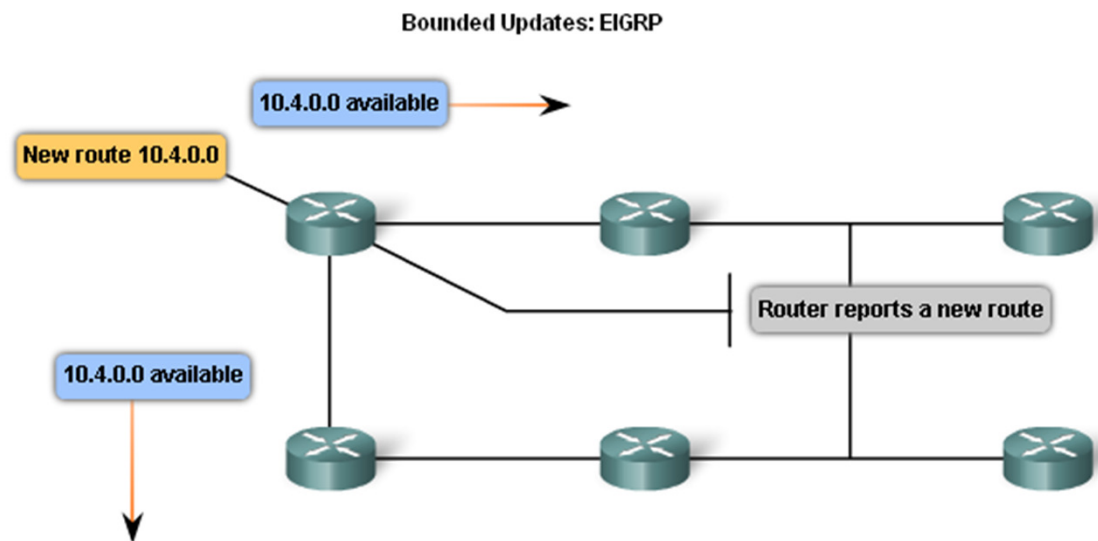 Bounded Updates: EIGRP
10.4.0.0 available
New route 10.4.0.0
Router reports a new route
10.4.0.0 available